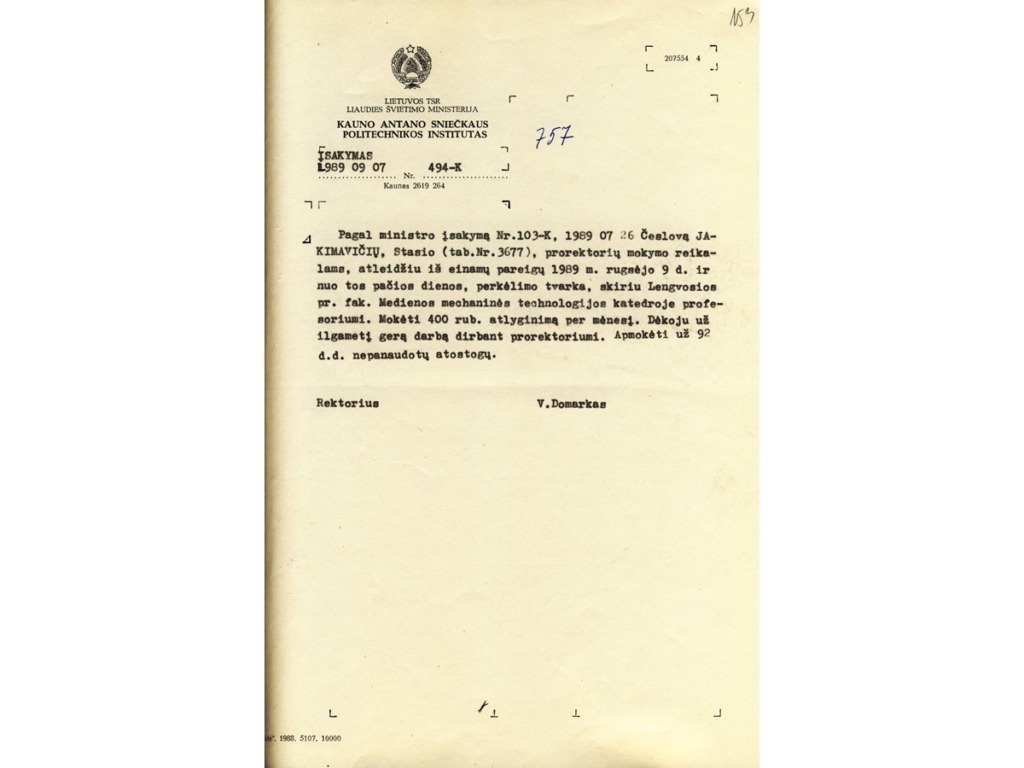 153
207554 4
LIETUVOS TSR
LIAUDIES ŠVIETIMO MINISTERIJA
KAUNO ANTANO SNIEČKAUS
POLITECHNIKOS INSTITUTAS
757
ĮSAKYMAS
1989 09 07 Nr. 494-K
Kaunas 2619 264
Pagal ministro įsakymą Nr.103-K, 1989 07 26 Česlovą JA-
KIMAVIČIŲ, Stasio (tab.Nr.3677), prorektorių mokymo reika-
lams, atleidžiu iš einamų pareigų 1989 m. rugsėjo 9 d. ir
nuo tos pačios dienos, perkėlimo tvarka, skiriu Lengvosios
pr. fak. Medienos mechaninės technologijos katedroje profe-
soriumi. Mokėti 400 rub. atlyginimą per mėnesį. Dėkoju už
ilgametį gerą darbą dirbant prorektoriumi. Apmokėti už 92
d.d. nepanaudotų atostogų.
Rektorius V.Domarkas
1988. 5107. 10000